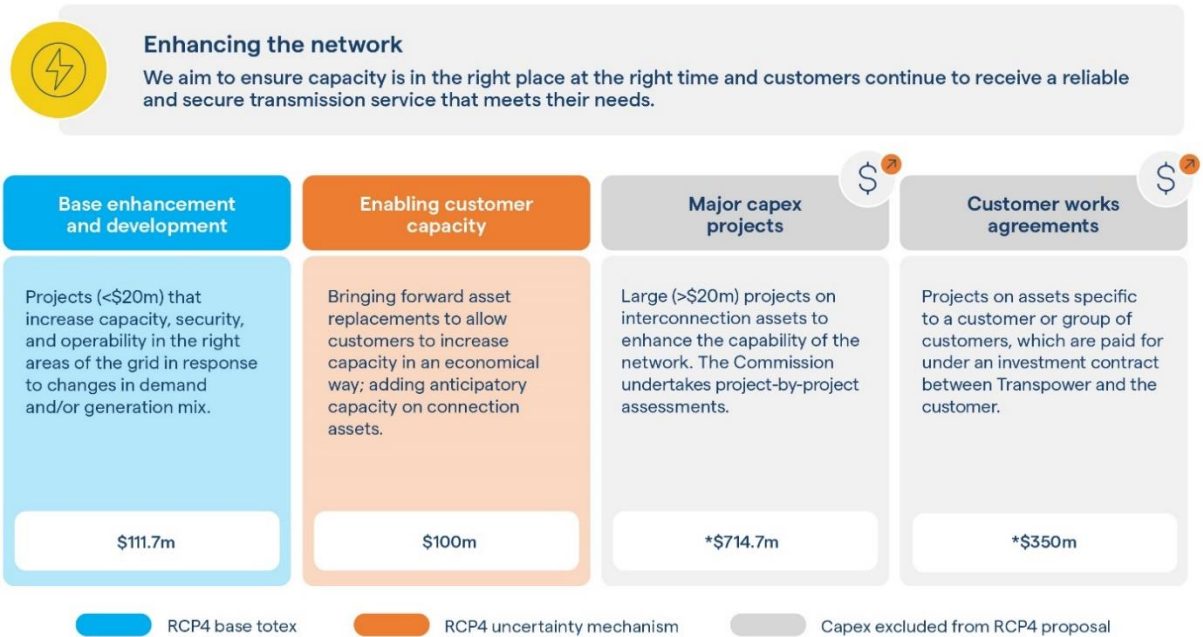 Enhancing the network
We aim to ensure capacity is in the right place at the right time and customers continue to receive a reliable
and secure transmission service that meets their needs.
Base enhancement
and development
Projects (<$20m) that
increase capacity, security,
and operability in the right
areas of the grid in response
to changes in demand
and/or generation mix.
$111.7m
Enabling customer
capacity
Bringing forward asset
replacements to allow
customers to increase
capacity in an economical
way; adding anticipatory
capacity on connection
assets.
$100m
$
Major capex
projects
Large (>$20m) projects on
interconnection assets to
enhance the capability of the
network. The Commission
undertakes project-by-project
assessments.
*$714.7m
$
Customer works
agreements
Projects on assets specific
to a customer or group of
customers, which are paid for
under an investment contract
between Transpower and the
customer.
*$350m
RCP4 base totex
RCP4 uncertainty mechanism
Capex excluded from RCP4 proposal